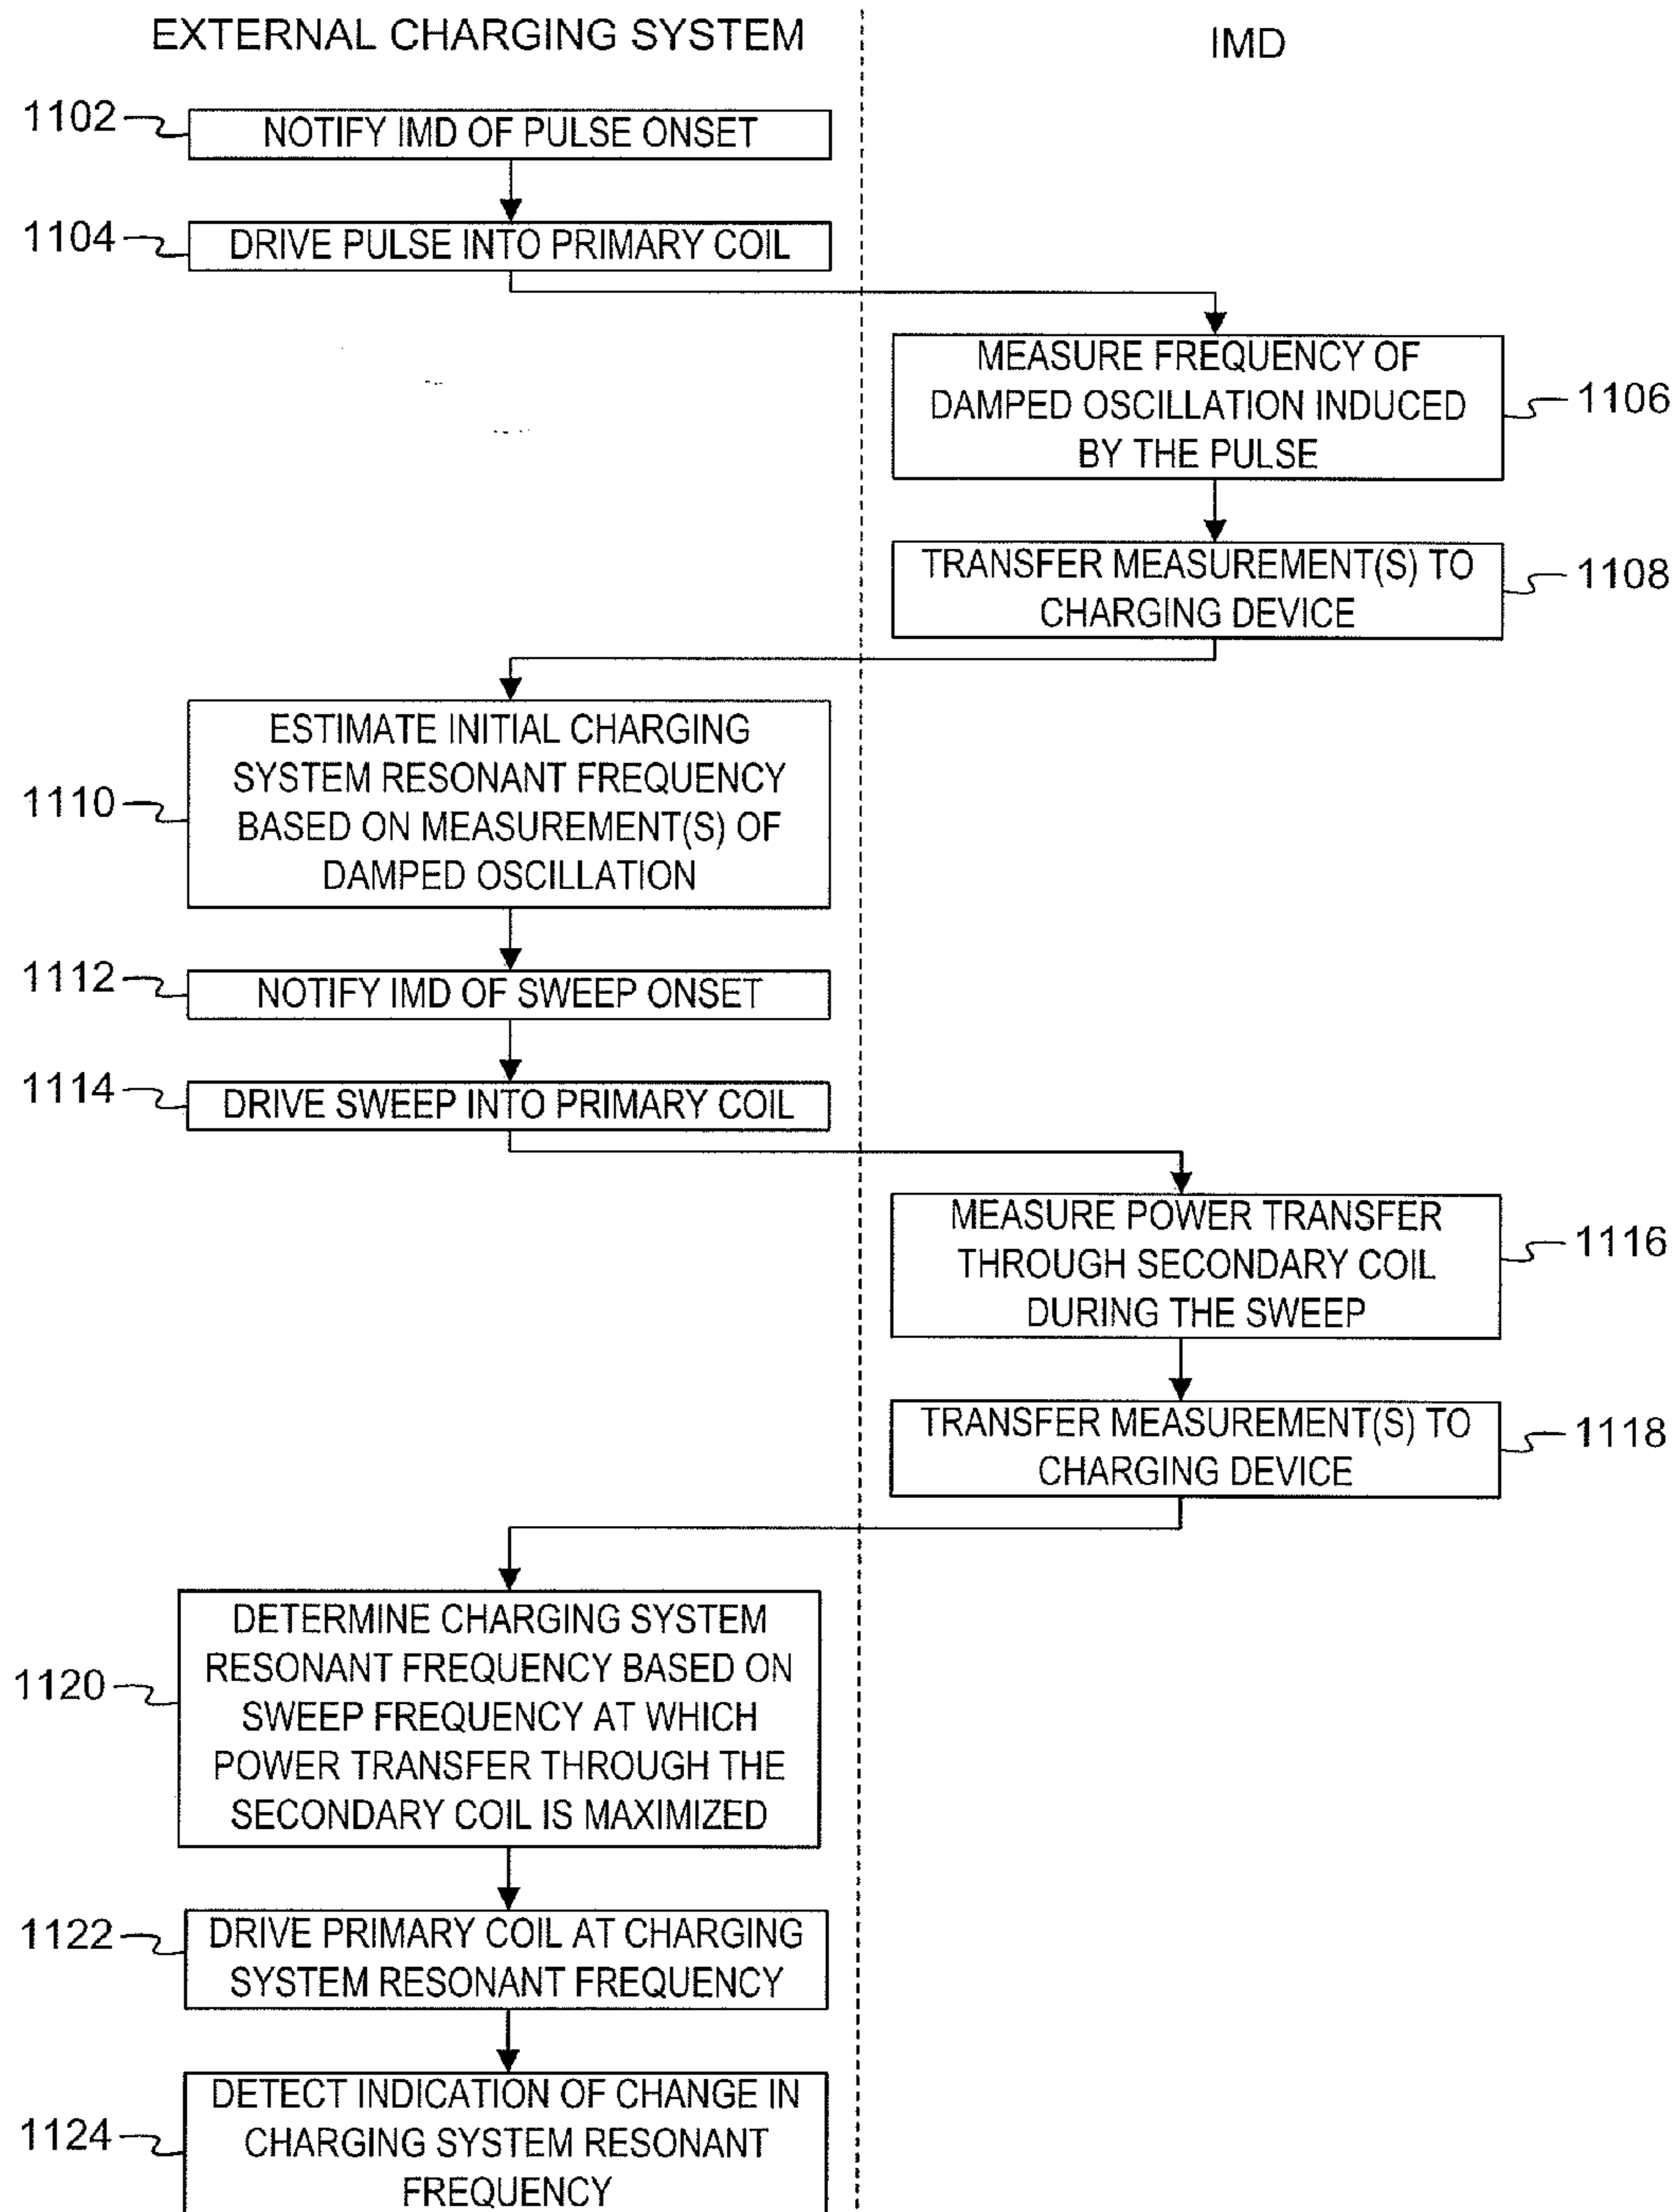 EXTERNAL CHARGING SYSTEM
IMD
1102
NOTIFY IMD OF PULSE ONSET
1104
DRIVE PULSE INTO PRIMARY COIL
MEASURE FREQUENCY OF
DAMPED OSCILLATION INDUCED
BY THE PULSE
1106
TRANSFER MEASUREMENT(S) TO
CHARGING DEVICE
1108
1110
ESTIMATE INITIAL CHARGING
SYSTEM RESONANT FREQUENCY
BASED ON MEASUREMENT(S) OF
DAMPED OSCILLATION
1112
NOTIFY IMD OF SWEEP ONSET
1114
DRIVE SWEEP INTO PRIMARY COIL
MEASURE POWER TRANSFER
THROUGH SECONDARY COIL
DURING THE SWEEP
1116
TRANSFER MEASUREMENT(S) TO
CHARGING DEVICE
1118
1120
DETERMINE CHARGING SYSTEM
RESONANT FREQUENCY BASED ON
SWEEP FREQUENCY AT WHICH
POWER TRANSFER THROUGH THE
SECONDARY COIL IS MAXIMIZED
1122
DRIVE PRIMARY COIL AT CHARGING
SYSTEM RESONANT FREQUENCY
1124
DETECT INDICATION OF CHANGE IN
CHARGING SYSTEM RESONANT
FREQUENCY